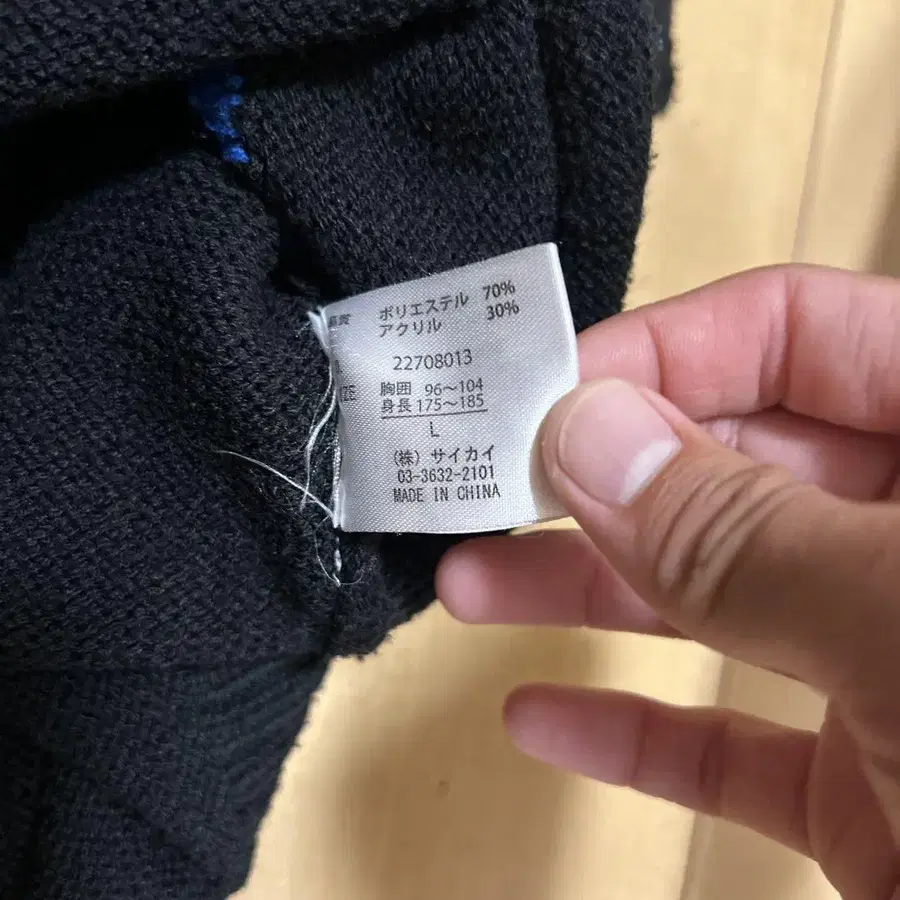 ポリエステル 70%
アクリル 30%
22708013
胸囲 96～104
身長 175～185
L
(株) サイカイ
03-3632-2101
MADE IN CHINA